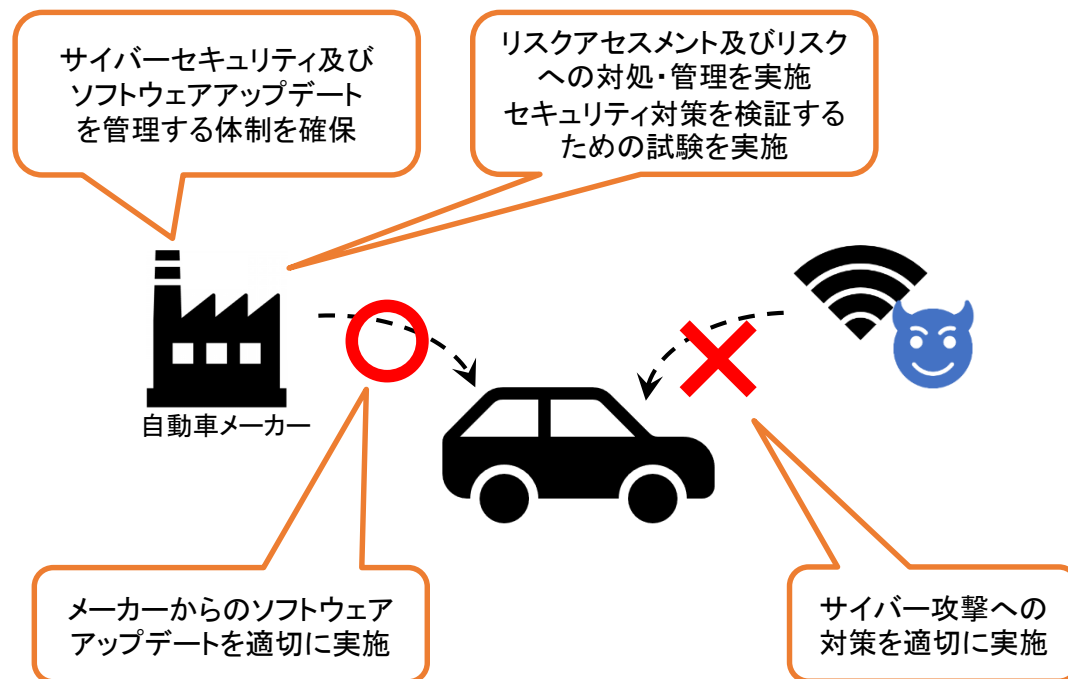 サイバーセキュリティ及び
ソフトウェアアップデート
を管理する体制を確保
リスクアセスメント及びリスク
への対処・管理を実施
セキュリティ対策を検証する
ための試験を実施
自動車メーカー
メーカーからのソフトウェア
アップデートを適切に実施
サイバー攻撃への
対策を適切に実施